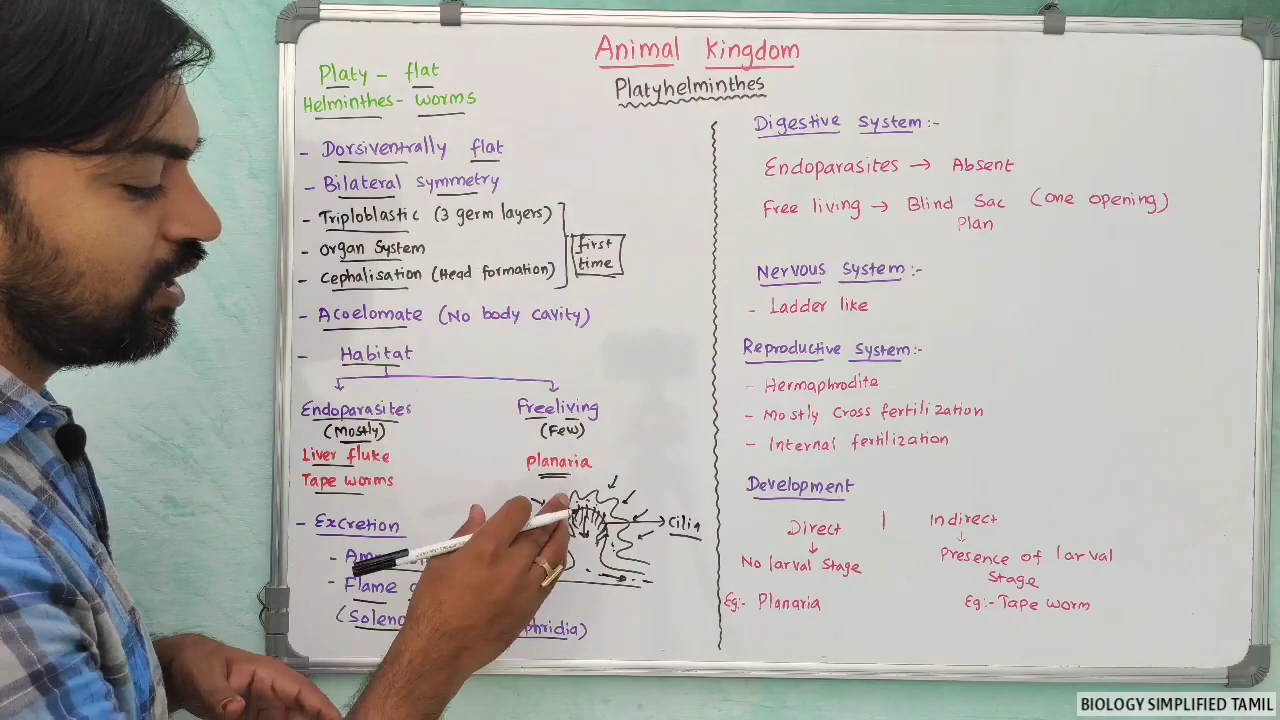 Animal Kingdom
Platyhelminthes
Platy - flat
Helminthes - worms
- Dorsiventrally flat
- Bilateral symmetry
- Triploblastic (3 germ layers)
- Organ System
- Cephalisation (Head formation)
first
time
- Acoelomate (No body cavity)
- Habitat
Endoparasites
(Mostly)
Liver fluke
Tape worms
Freeliving
(Few)
Planaria
- Excretion
- Flame
cilia
Digestive System:-
Endoparasites → Absent
Free living → Blind Sac (one opening)
Plan
Nervous System:-
- Ladder like
Reproductive System:-
- Hermaphrodite
- Mostly Cross fertilization
- Internal fertilization
Development
Direct
No larval Stage
Eg:- Planaria
Indirect
Presence of larval
Stage
Eg:- Tape worm
BIOLOGY SIMPLIFIED TAMIL